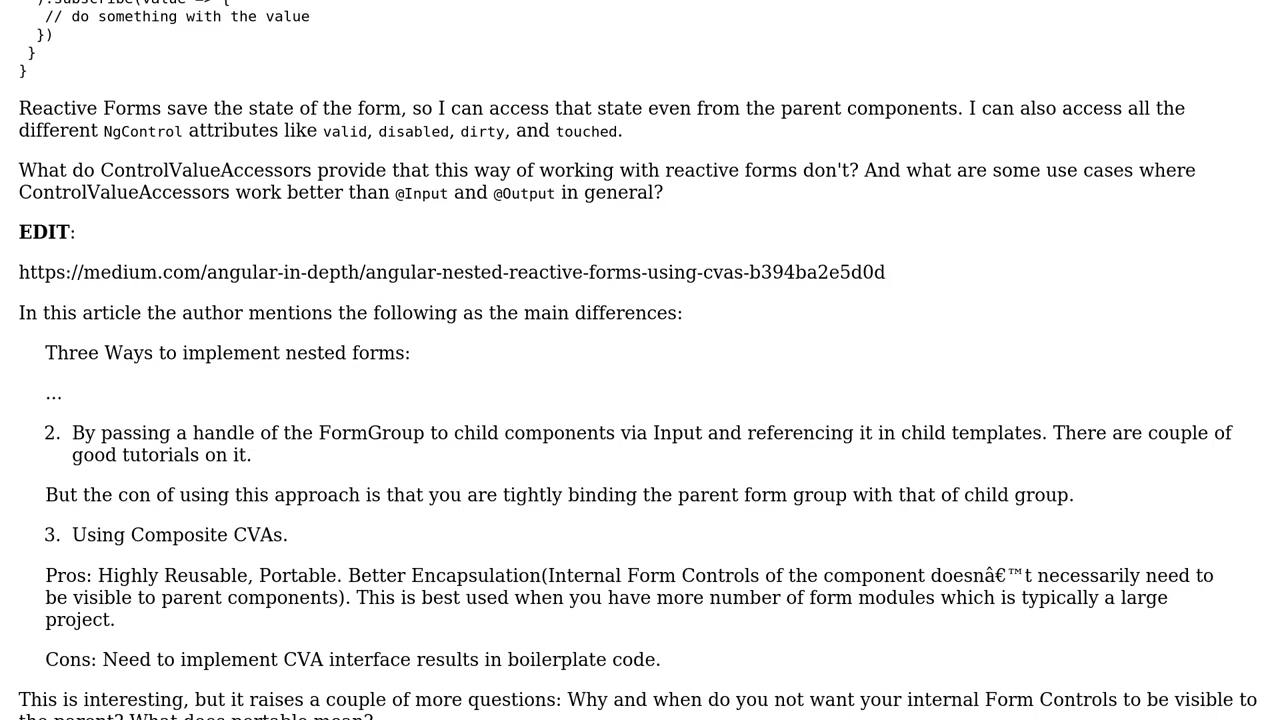 ).subscribe(value => {
// do something with the value
})
}
}
Reactive Forms save the state of the form, so I can access that state even from the parent components. I can also access all the
different NgControl attributes like valid, disabled, dirty, and touched.
What do ControlValueAccessors provide that this way of working with reactive forms don't? And what are some use cases where
ControlValueAccessors work better than @Input and @Output in general?
EDIT:
https://medium.com/angular-in-depth/angular-nested-reactive-forms-using-cvas-b394ba2e5d0d
In this article the author mentions the following as the main differences:
Three Ways to implement nested forms:
...
2. By passing a handle of the FormGroup to child components via Input and referencing it in child templates. There are couple of
good tutorials on it.
But the con of using this approach is that you are tightly binding the parent form group with that of child group.
3. Using Composite CVAs.
Pros: Highly Reusable, Portable. Better Encapsulation(Internal Form Controls of the component doesnâ€™t necessarily need to
be visible to parent components). This is best used when you have more number of form modules which is typically a large
project.
Cons: Need to implement CVA interface results in boilerplate code.
This is interesting, but it raises a couple of more questions: Why and when do you not want your internal Form Controls to be visible to
the parent? What does portable mean?